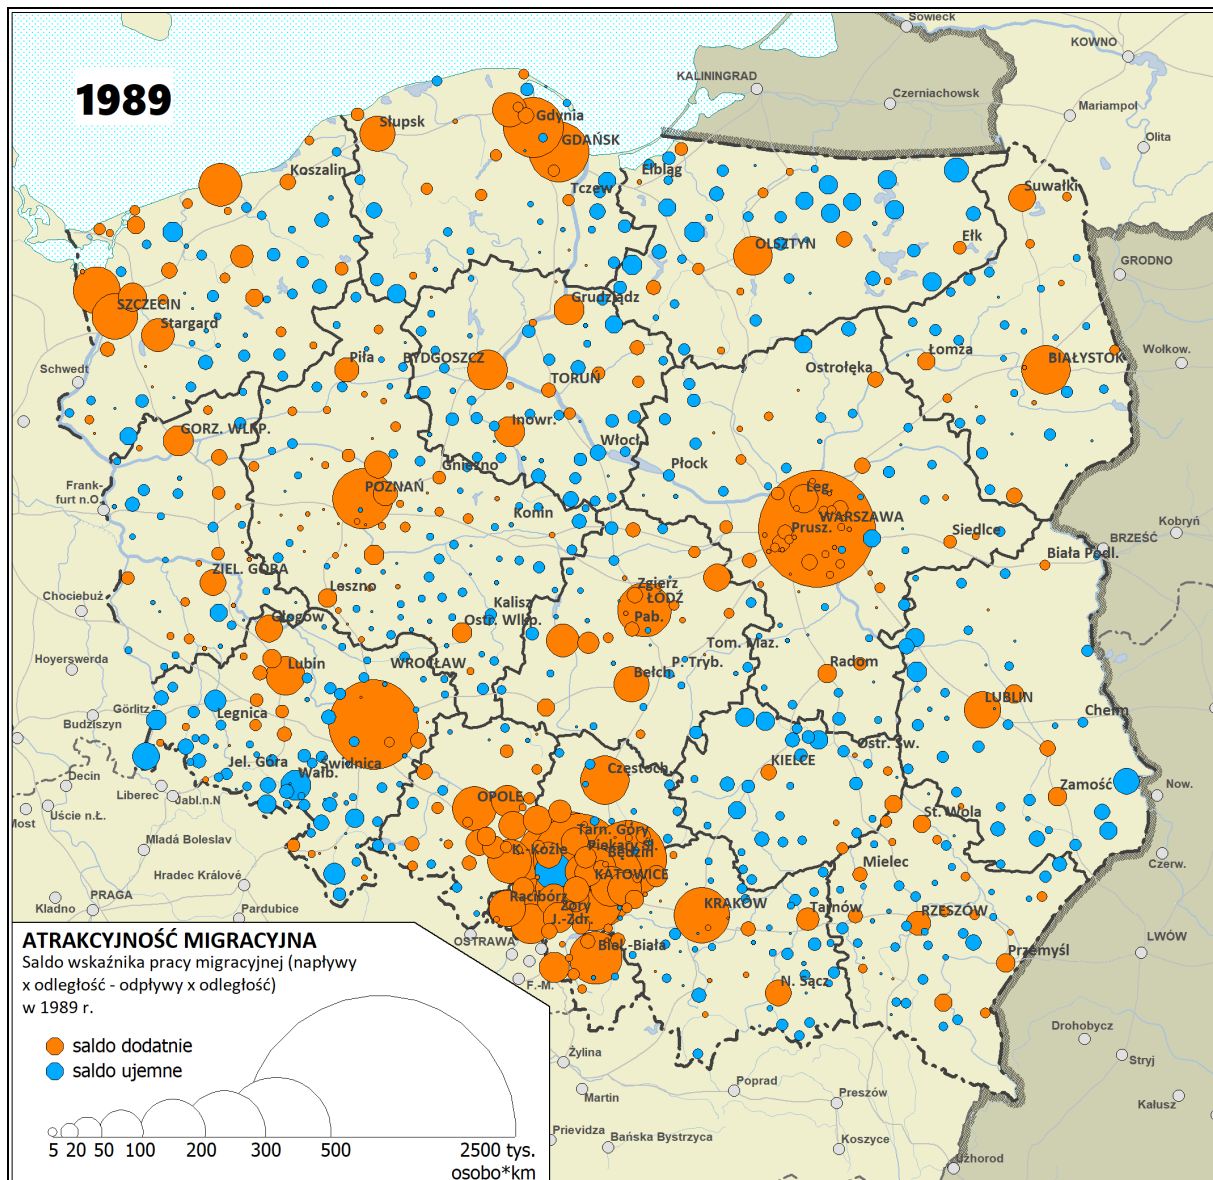 1989
Sowieck
KOWNO
KALININGRAD
Czerniachowsk
Mariampol
Olita
Słupsk
Gdynia
GDAŃSK
Koszalin
Elbląg
Tczew
Suwałki
OLSZTYN
Ełk
GRODNO
SZCZECIN
Stargard
Grudziądz
Schwedt
Piła
BYDGOSZCZ
TORUŃ
Ostrołęka
Łomża
BIAŁYSTOK
Wołkow.
GORZ. WLKP.
Inowr.
Włocł.
Gniezno
Płock
Frank-
furt n.O.
POZNAŃ
Konin
Leg.
WARSZAWA
Prusz.
Siedlce
Kobryń
BRZEŚĆ
Biała Podl.
ZIEL. GÓRA
Leszno
Chociebuż
Zgierz
ŁÓDŹ
Pab.
Kalisz
Ostr. Wlkp.
Głogów
Hoyerswerda
Lubin
WROCŁAW
Bełch.
P. Tryb.
Tom. Maz.
Radom
LUBLIN
Chełm
Görlitz
Budziszyn
Legnica
Jel. Góra
Świdnica
Wałb.
Ostr. Św.
KIELCE
Częstoch.
Decin
Liberec
Jabl.n.N
Most
Uście n.Ł.
OPOLE
Zamość
Now.
St. Wola
Mladá Boleslav
Tarn. Góry
Piekary Śl.
K.-Koźle
Będzin
KATOWICE
Mielec
Czerw.
Hradec Králové
PRAGA
Kladno
Pardubice
Racibórz
Żory
J.-Zdr.
KRAKÓW
Tarnów
RZESZÓW
OSTRAWA
Biel.-Biała
Przemyśl
LWÓW
F.-M.
N. Sącz
ATRAKCYJNOŚĆ MIGRACYJNA
Saldo wskaźnika pracy migracyjnej (napływy
x odległość - odpływy x odległość)
w 1989 r.
saldo dodatnie
saldo ujemne
5 20 50 100 200 300 500 2500 tys.
osobo*km
Drohobycz
Stryj
Kałusz
Żylina
Martin
Poprad
Preszów
Prievidza
Bańska Bystrzyca
Koszyce
Użhorod